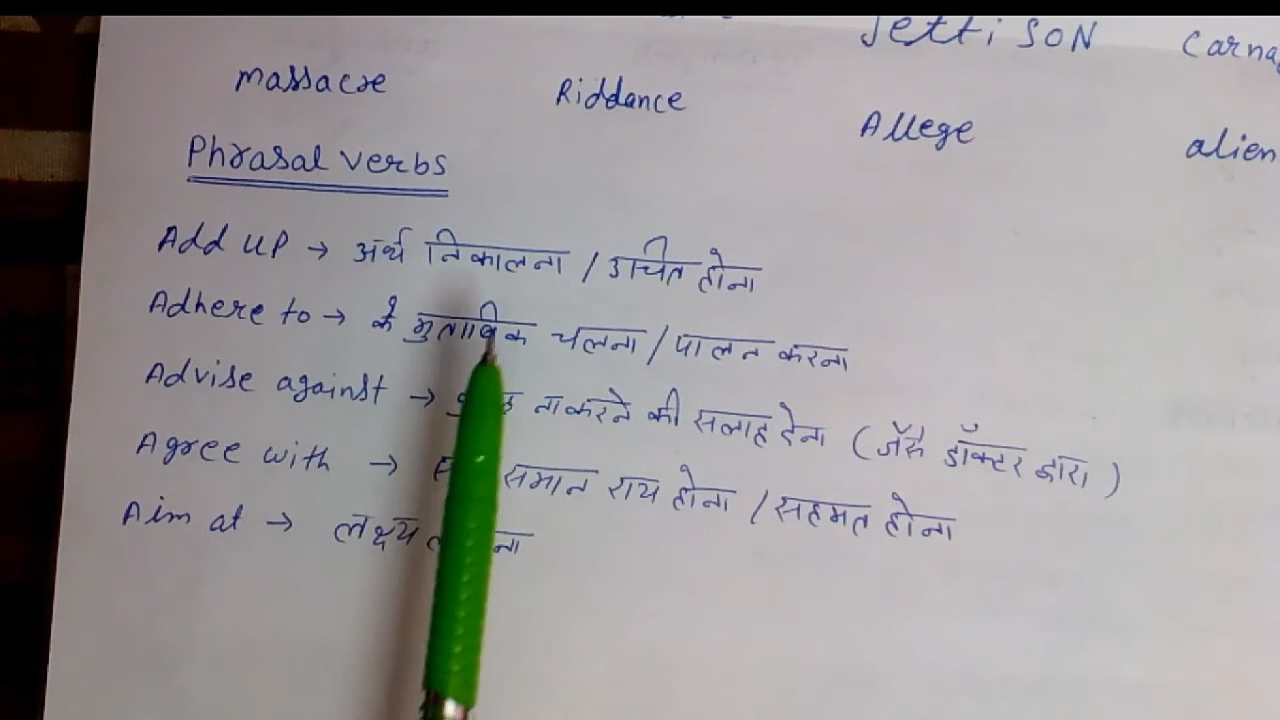 Jettison
massacre Riddance Allege alien
Phrasal verbs
Add up → अर्थ निकालना / उचित होना
Adhere to → के मुताबिक चलना / पालन करना
Advise against → ना करने की सलाह देना (जैसे डॉक्टर द्वारा)
Agree with → समान राय होना / सहमत होना
Aim at → लक्ष्य